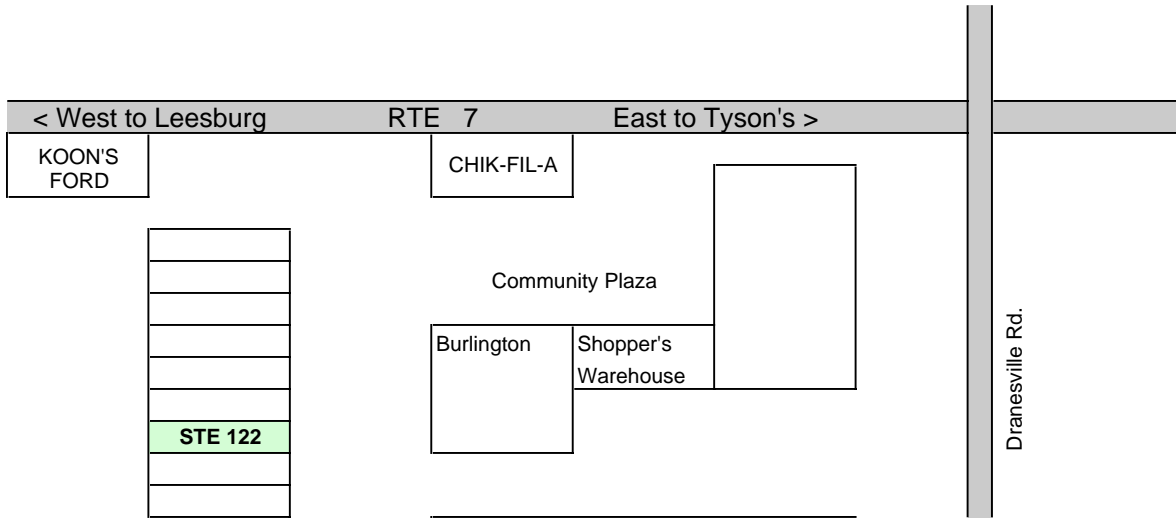 < West to Leesburg RTE 7 East to Tyson's >
KOON'S
FORD
CHIK-FIL-A
Community Plaza
Burlington
Shopper's
Warehouse
STE 122
Dranesville Rd.